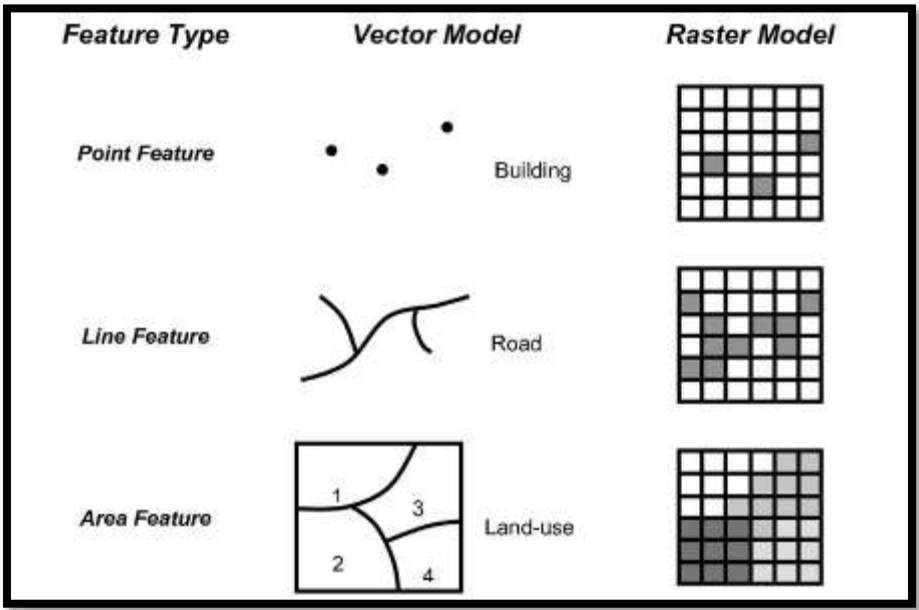 Feature Type Vector Model Raster Model
Point Feature
Building
Line Feature
Road
Area Feature
1
3
Land-use
2
4